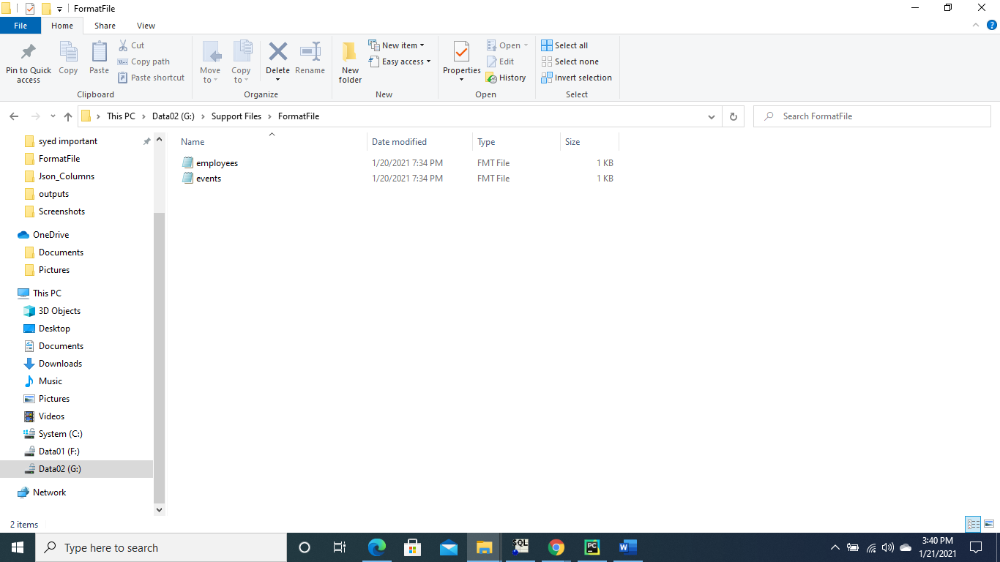 FormatFile
File Home Share View
Pin to Quick access
Copy
Paste
Cut
Copy path
Paste shortcut
Clipboard
Move to
Copy to
Delete
Rename
Organize
New folder
New item
Easy access
New
Properties
Open
Edit
History
Open
Select all
Select none
Invert selection
Select
This PC > Data02 (G:) > Support Files > FormatFile
Search FormatFile
syed important
FormatFile
Json_Columns
outputs
Screenshots
OneDrive
Documents
Pictures
This PC
3D Objects
Desktop
Documents
Downloads
Music
Pictures
Videos
System (C:)
Data01 (F:)
Data02 (G:)
Network
Name Date modified Type Size
employees 1/20/2021 7:34 PM FMT File 1 KB
events 1/20/2021 7:34 PM FMT File 1 KB
2 items
Type here to search
QL
PC
W
3:40 PM
1/21/2021